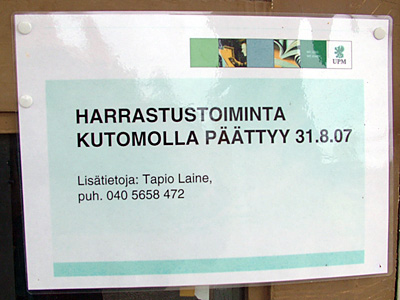 UPM
HARRASTUSTOIMINTA
KUTOMOLLA PÄÄTTYY 31.8.07
Lisätietoja: Tapio Laine,
puh. 040 5658 472